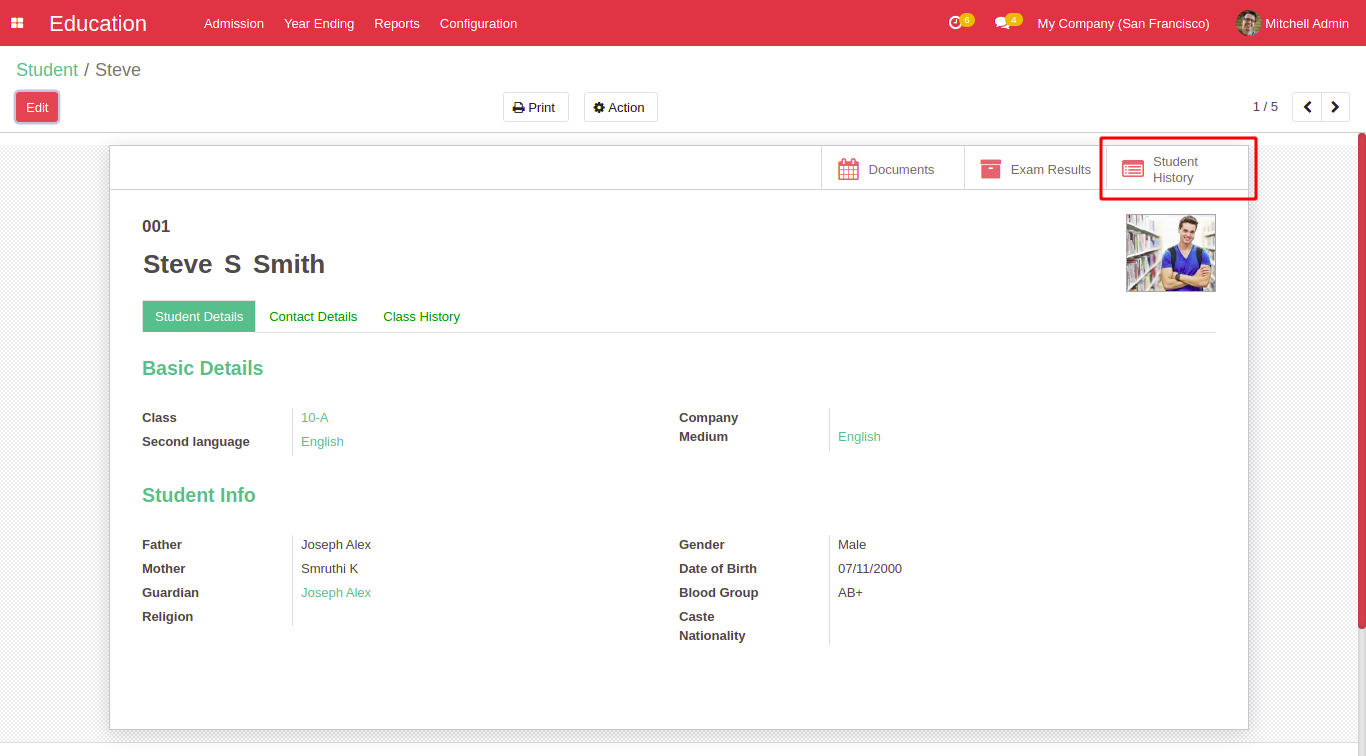 Education Admission Year Ending Reports Configuration 6 4 My Company (San Francisco) Mitchell Admin
Student / Steve
Edit Print Action 1 / 5
Documents Exam Results Student
History
001
Steve S Smith
Student Details Contact Details Class History
Basic Details
Class 10-A Company
Second language English Medium English
Student Info
Father Joseph Alex Gender Male
Mother Smruthi K Date of Birth 07/11/2000
Guardian Joseph Alex Blood Group AB+
Religion Caste
Nationality